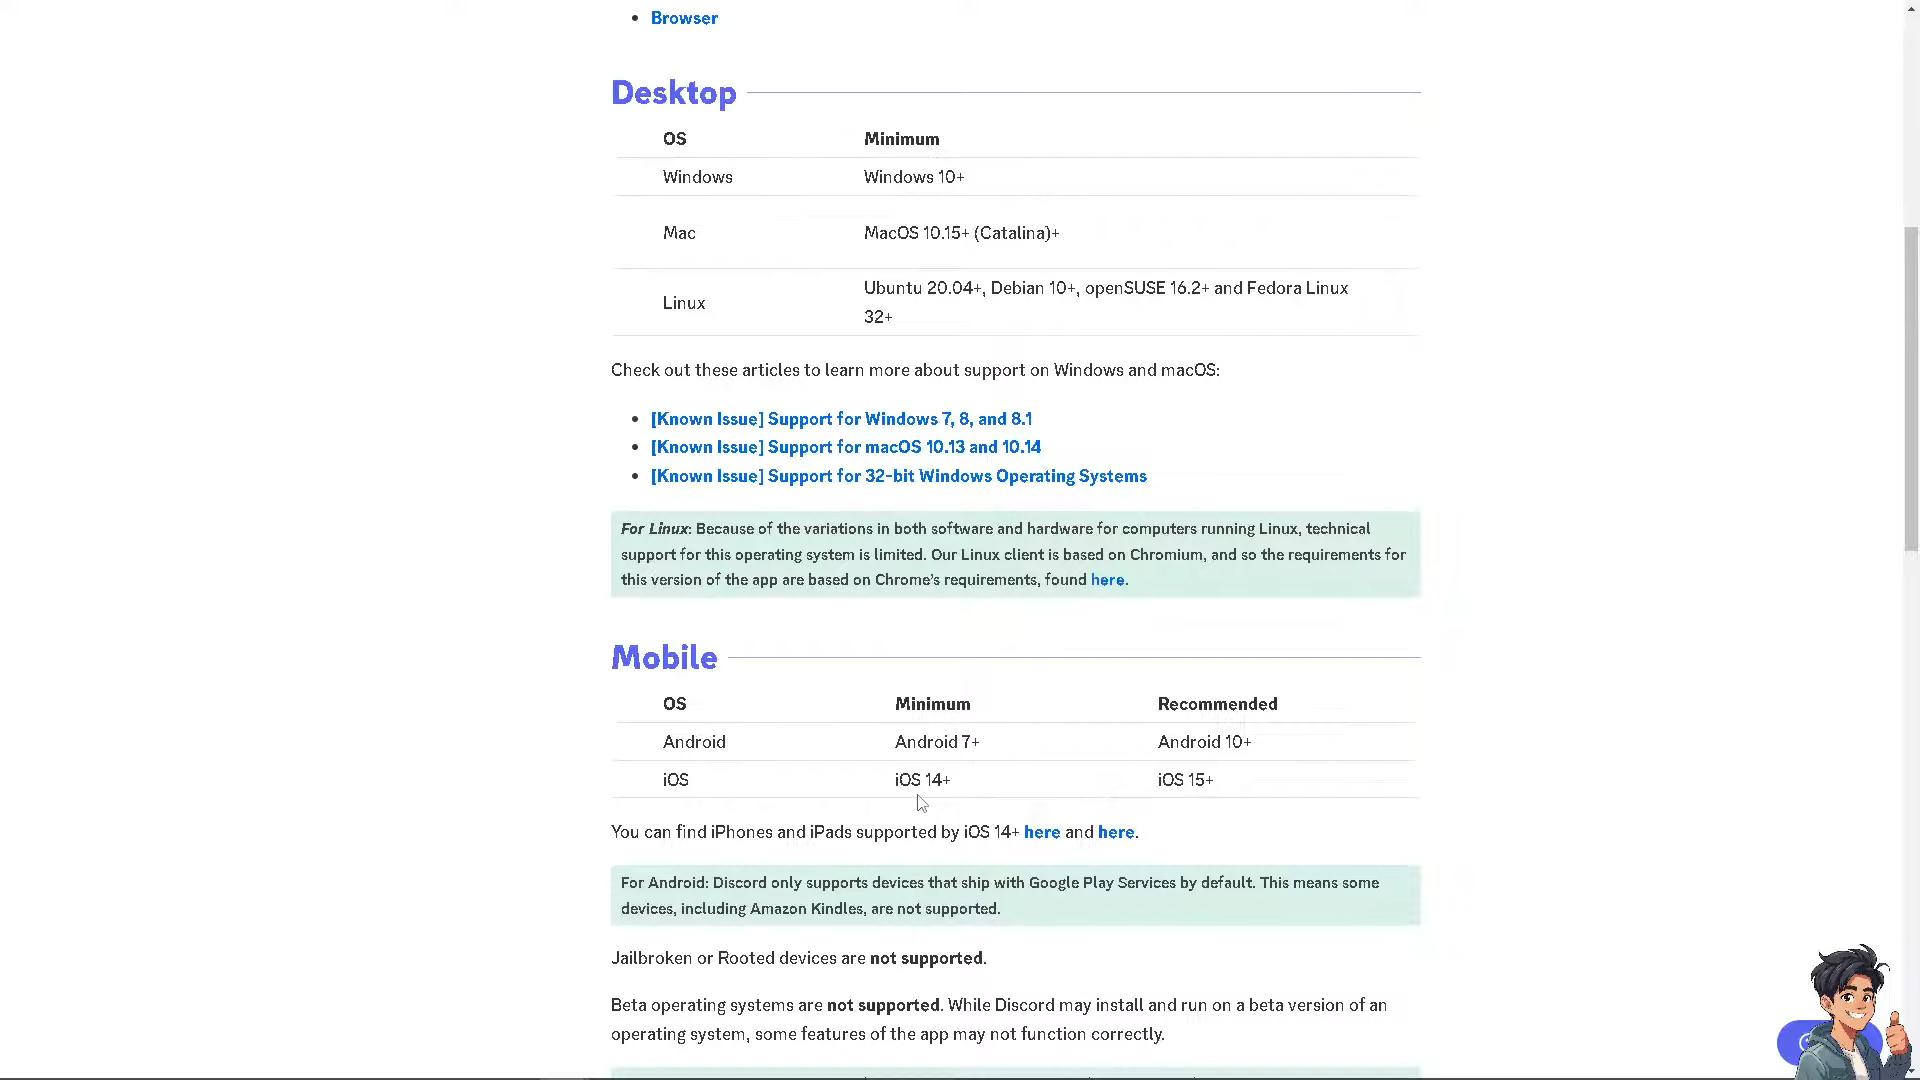 Browser
Desktop
OS Minimum
Windows Windows 10+
Mac MacOS 10.15+ (Catalina)+
Linux Ubuntu 20.04+, Debian 10+, openSUSE 16.2+ and Fedora Linux
32+
Check out these articles to learn more about support on Windows and macOS:
[Known Issue] Support for Windows 7, 8, and 8.1
[Known Issue] Support for macOS 10.13 and 10.14
[Known Issue] Support for 32-bit Windows Operating Systems
For Linux: Because of the variations in both software and hardware for computers running Linux, technical
support for this operating system is limited. Our Linux client is based on Chromium, and so the requirements for
this version of the app are based on Chrome's requirements, found here.
Mobile
OS Minimum Recommended
Android Android 7+ Android 10+
iOS iOS 14+ iOS 15+
You can find iPhones and iPads supported by iOS 14+ here and here.
For Android: Discord only supports devices that ship with Google Play Services by default. This means some
devices, including Amazon Kindles, are not supported.
Jailbroken or Rooted devices are not supported.
Beta operating systems are not supported. While Discord may install and run on a beta version of an
operating system, some features of the app may not function correctly.